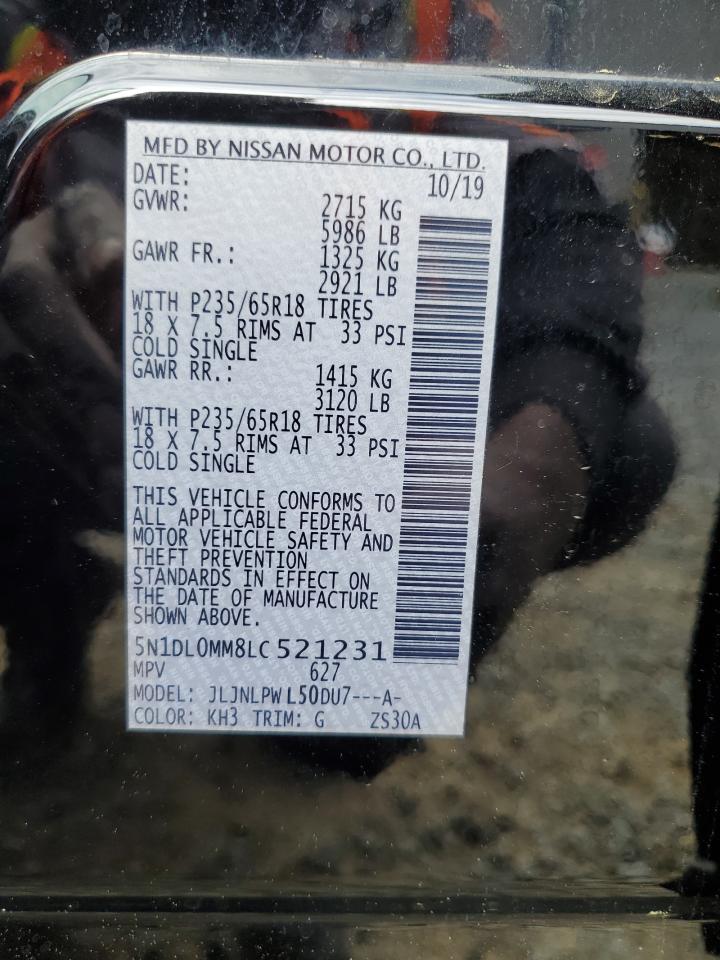 MFD BY NISSAN MOTOR CO., LTD.
DATE: 10/19
GVWR: 2715 KG
5986 LB
GAWR FR.: 1325 KG
2921 LB
WITH P235/65R18 TIRES
18 X 7.5 RIMS AT 33 PSI
COLD SINGLE
GAWR RR.: 1415 KG
3120 LB
WITH P235/65R18 TIRES
18 X 7.5 RIMS AT 33 PSI
COLD SINGLE
THIS VEHICLE CONFORMS TO
ALL APPLICABLE FEDERAL
MOTOR VEHICLE SAFETY AND
THEFT PREVENTION
STANDARDS IN EFFECT ON
THE DATE OF MANUFACTURE
SHOWN ABOVE.
5N1DL0MM8LC521231
MPV 627
MODEL: JLJNLPWL50DU7---A-
COLOR: KH3 TRIM: G ZS30A